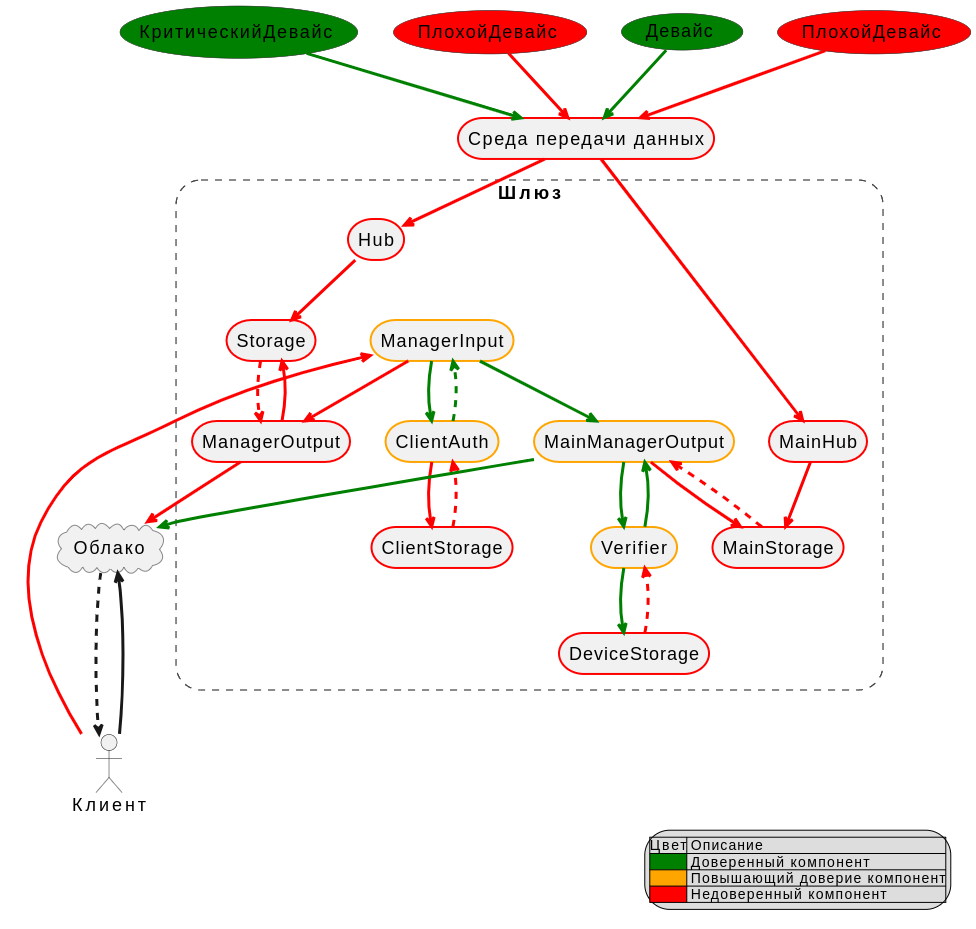 КритическийДевайс
ПлохойДевайс
Девайс
ПлохойДевайс
Среда передачи данных
Шлюз
Hub
Storage
ManagerInput
ManagerOutput
ClientAuth
MainManagerOutput
MainHub
Облако
ClientStorage
Verifier
MainStorage
DeviceStorage
Клиент
Цвет Описание
Доверенный компонент
Повышающий доверие компонент
Недоверенный компонент